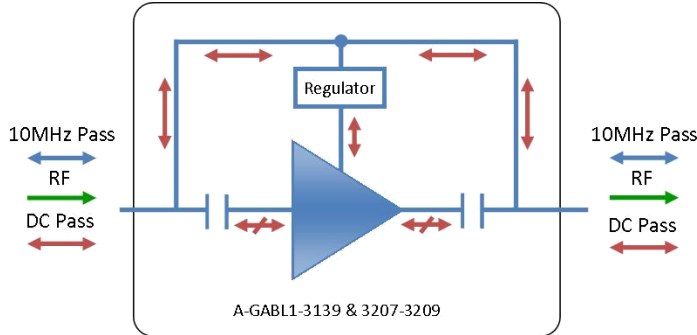 Regulator
10MHz Pass
RF
DC Pass
10MHz Pass
RF
DC Pass
A-GABL1-3139 & 3207-3209